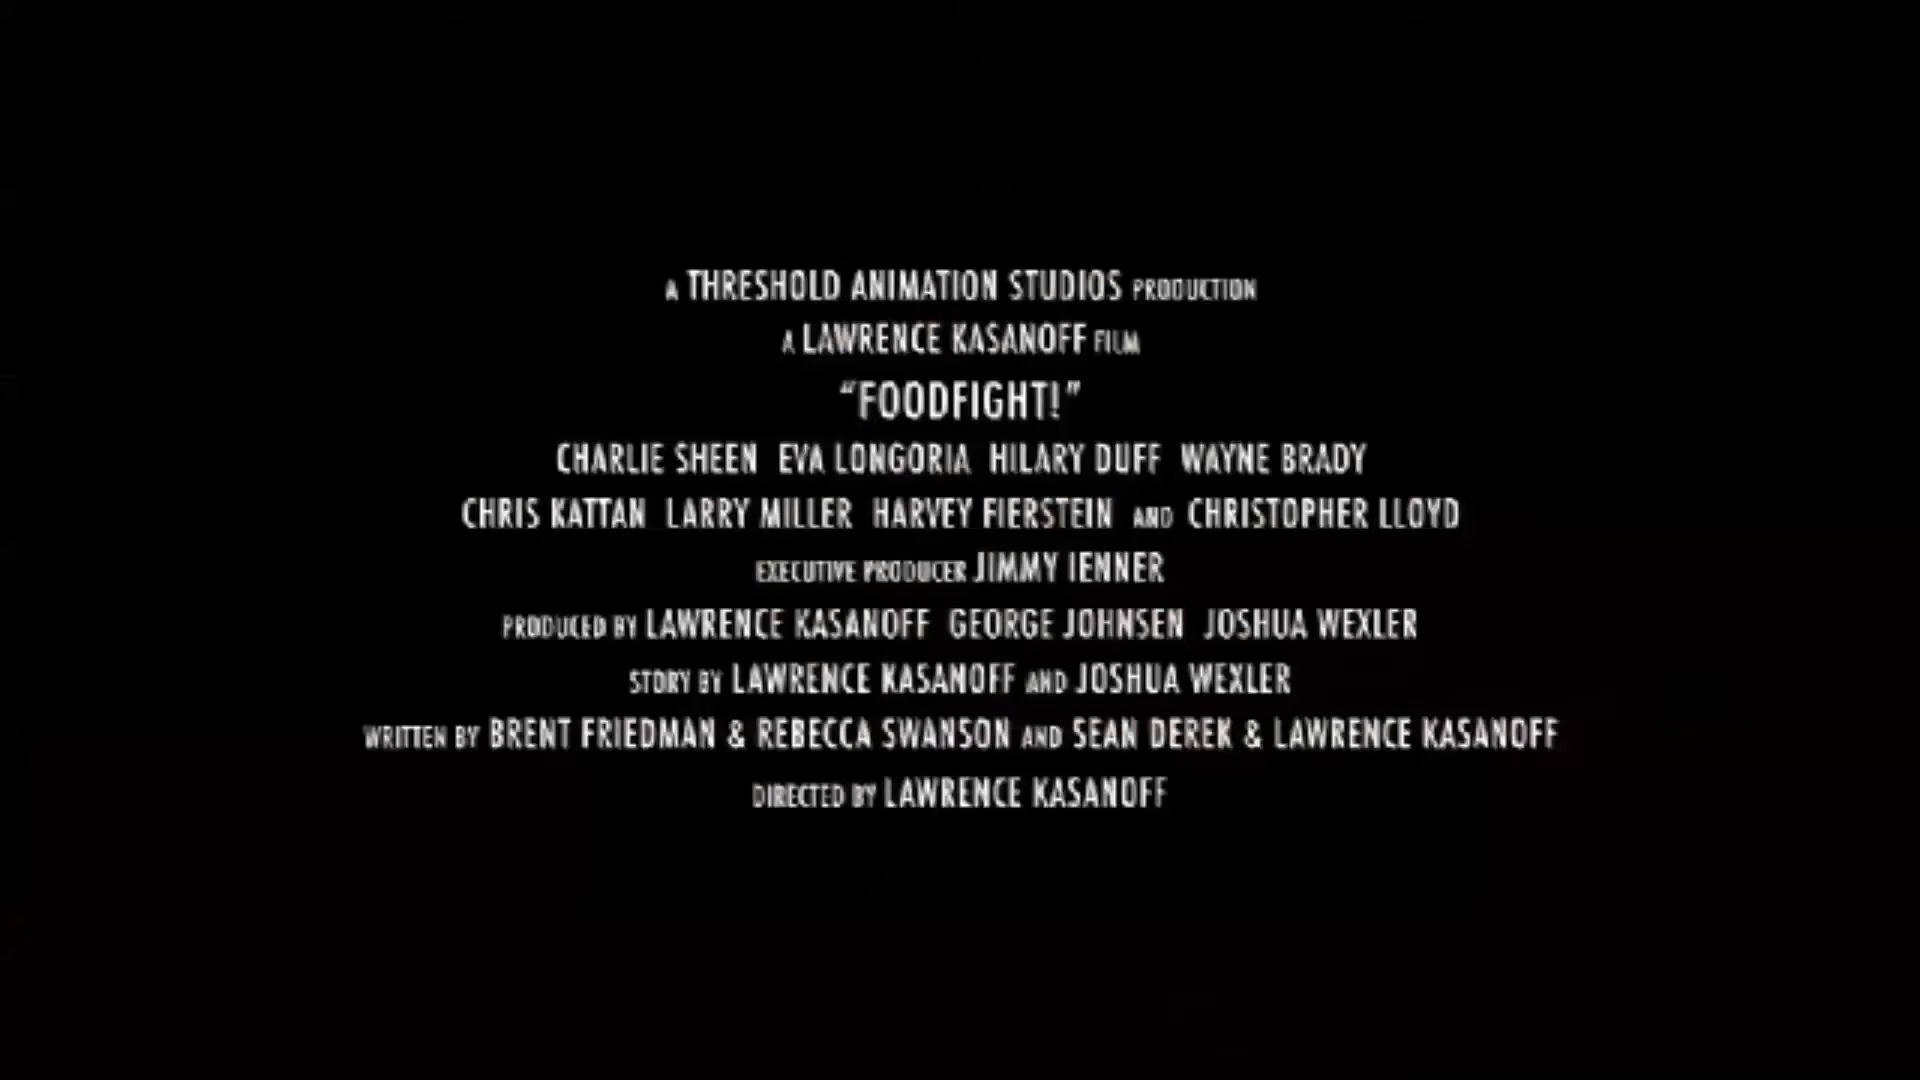 A THRESHOLD ANIMATION STUDIOS PRODUCTION
A LAWRENCE KASANOFF FILM
“FOODFIGHT!”
CHARLIE SHEEN EVA LONGORIA HILARY DUFF WAYNE BRADY
CHRIS KATTAN LARRY MILLER HARVEY FIERSTEIN AND CHRISTOPHER LLOYD
EXECUTIVE PRODUCER JIMMY IENNER
PRODUCED BY LAWRENCE KASANOFF GEORGE JOHNSEN JOSHUA WEXLER
STORY BY LAWRENCE KASANOFF AND JOSHUA WEXLER
WRITTEN BY BRENT FRIEDMAN & REBECCA SWANSON AND SEAN DEREK & LAWRENCE KASANOFF
DIRECTED BY LAWRENCE KASANOFF